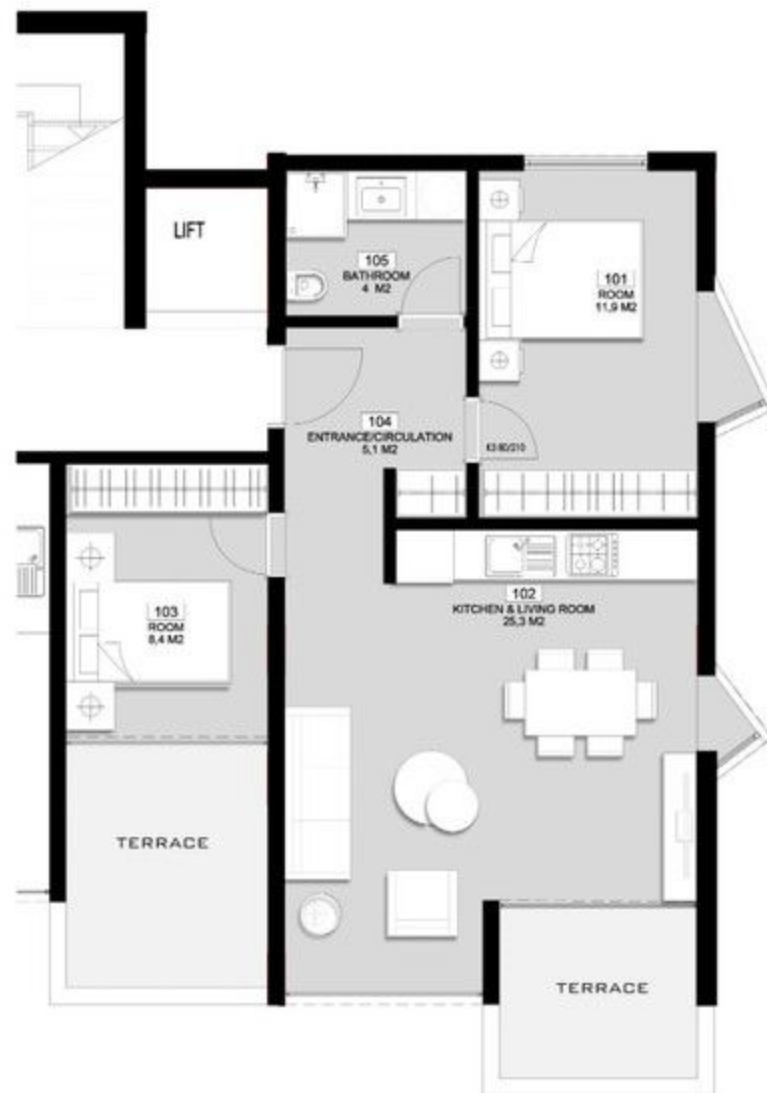 LIFT
105
BATHROOM
4 M2
101
ROOM
11,9 M2
104
ENTRANCE/CIRCULATION
5,1 M2
102
KITCHEN & LIVING ROOM
25,3 M2
103
ROOM
8,4 M2
TERRACE
TERRACE